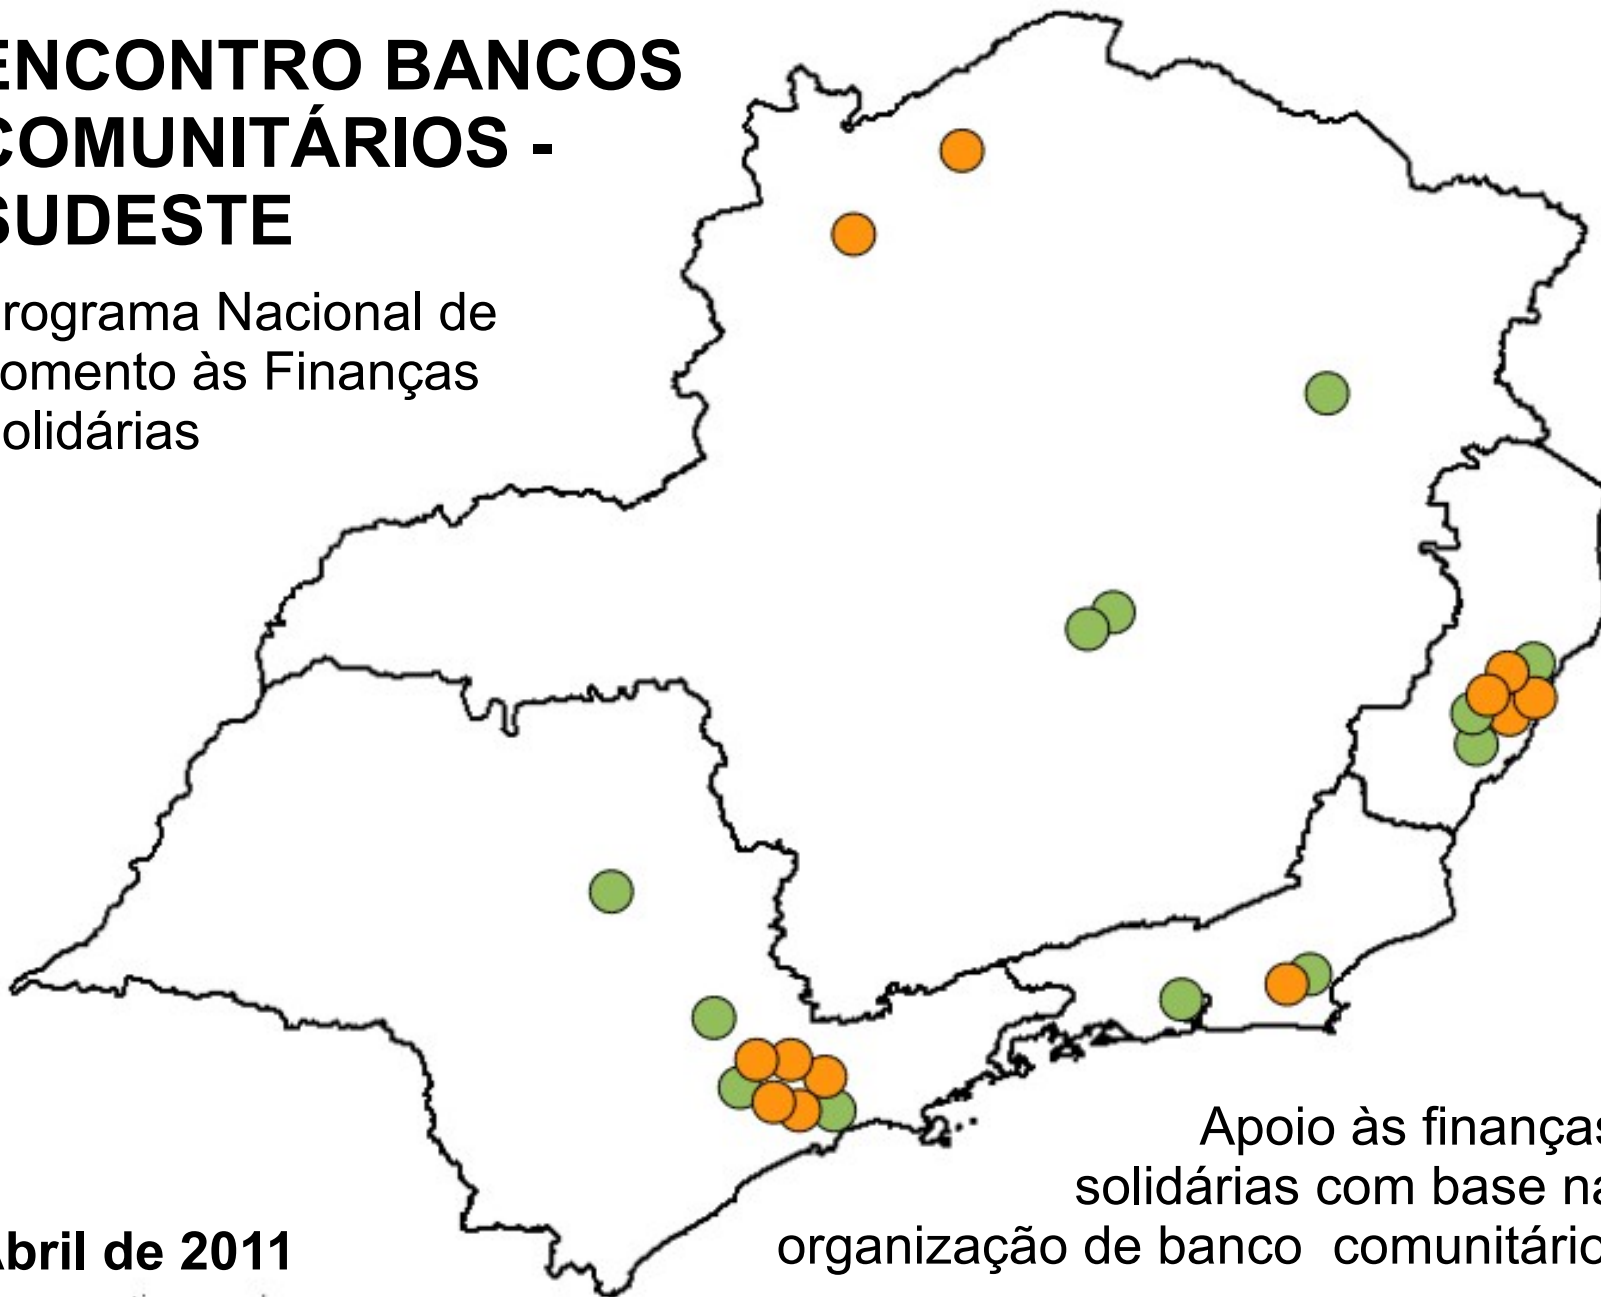 ENCONTRO BANCOS
COMUNITÁRIOS -
SUDESTE
rograma Nacional de
omento às Finanças
olidárias
Apoio às finanças
solidárias com base na
organização de banco comunitário
Abril de 2011